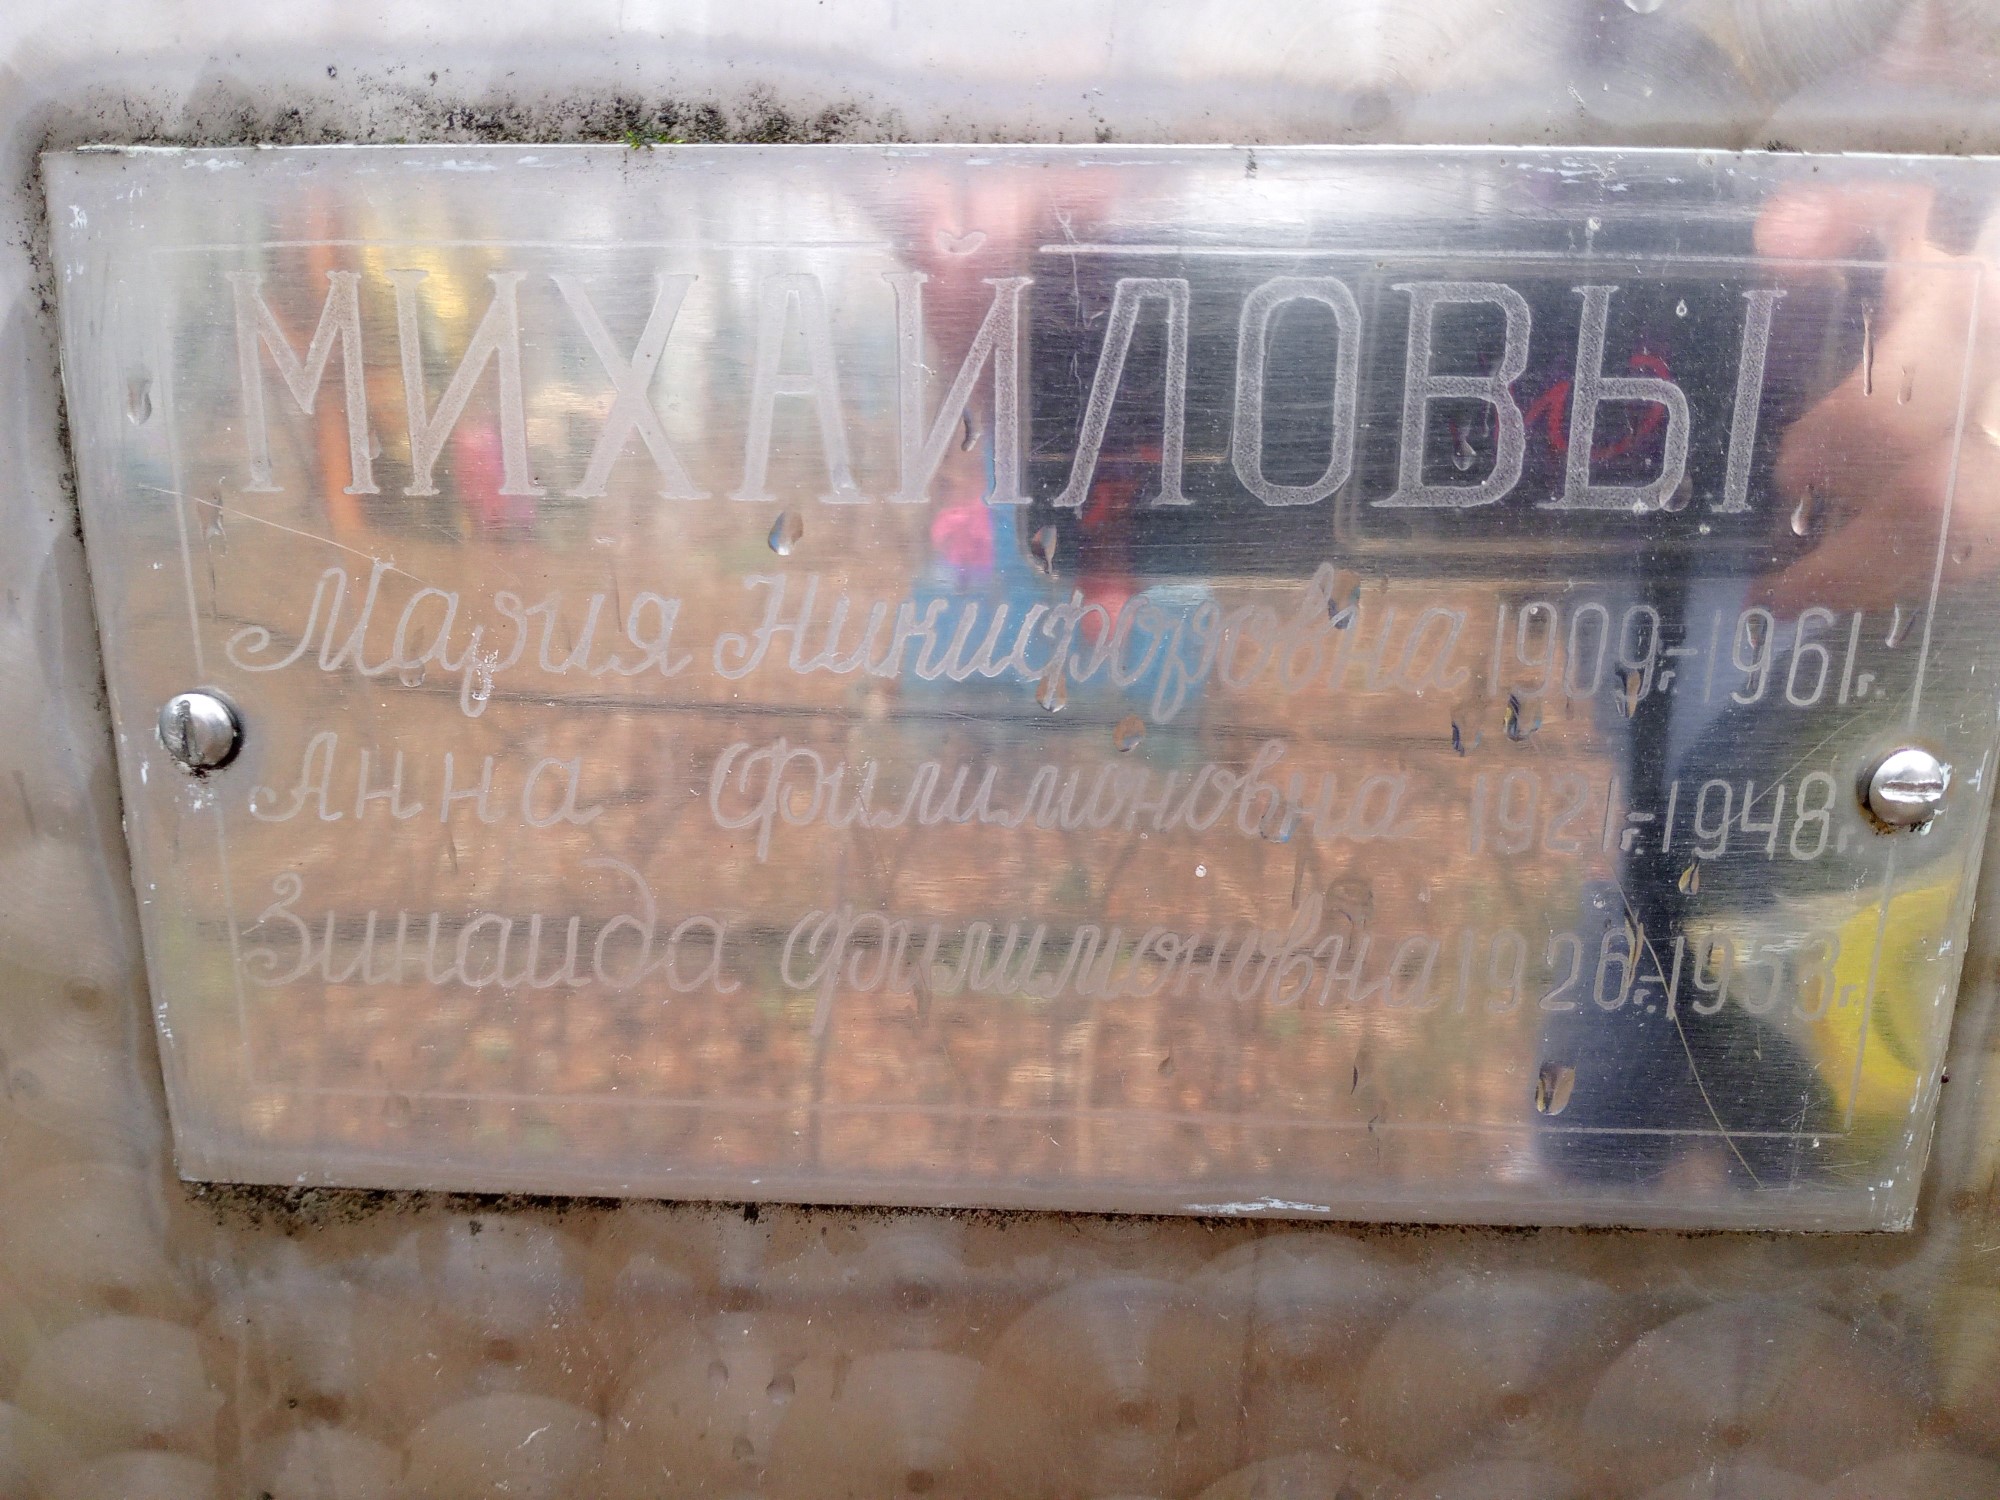 МИХАЙЛОВЫ
Мария Никифоровна 1909г.-1961г.
Анна Филимоновна 1921г.-1948г.
Зинаида Филимоновна 1926г.-1953г.